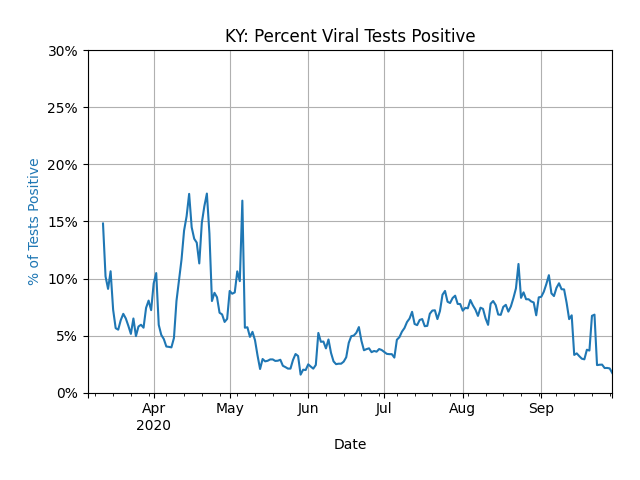 KY: Percent Viral Tests Positive
30%
25%
20%
15%
10%
5%
0%
% of Tests Positive
Apr
2020
May
Jun
Jul
Aug
Sep
Date